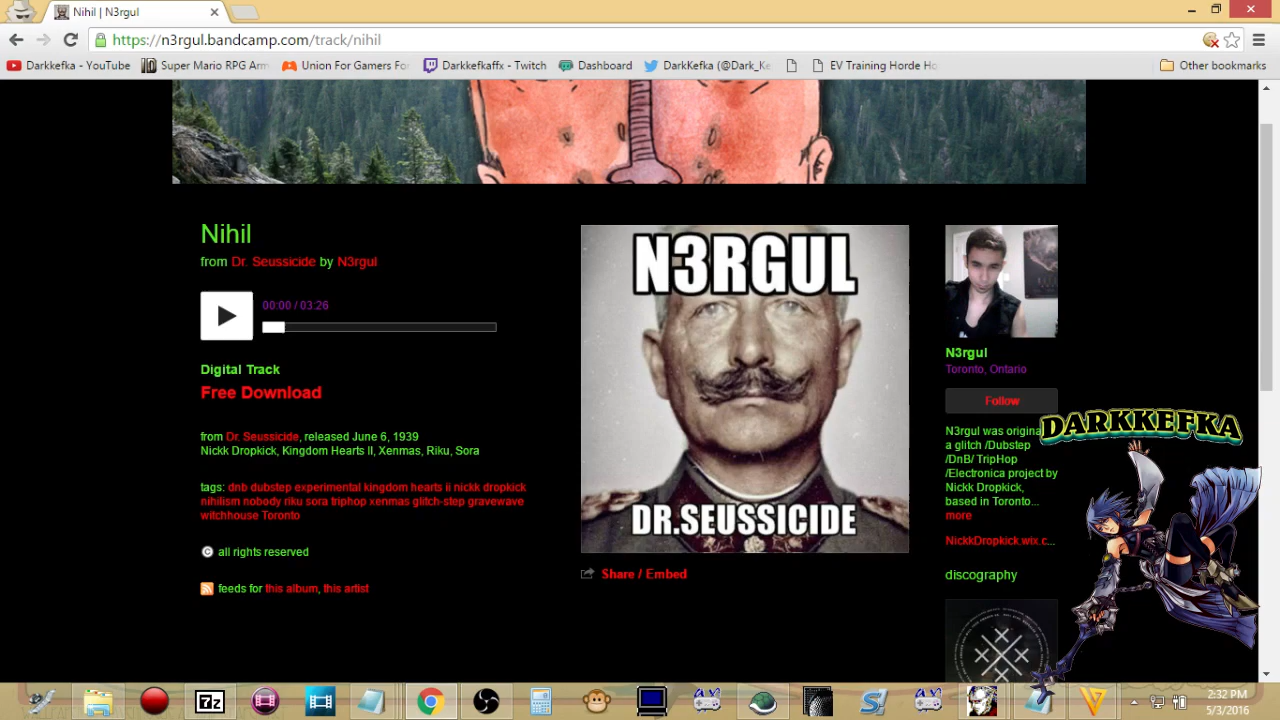 Nihil | N3rgul
https://n3rgul.bandcamp.com/track/nihil
Darkkefka - YouTube
Super Mario RPG Arm
Union For Gamers For
Darkkefkaffx - Twitch
Dashboard
DarkKefka (@Dark_Ke
EV Training Horde Ho
Other bookmarks
Nihil
from Dr. Seussicide by N3rgul
00:00 / 03:26
Digital Track
Free Download
from Dr. Seussicide, released June 6, 1939
Nickk Dropkick, Kingdom Hearts II, Xenmas, Riku, Sora
tags: dnb dubstep experimental kingdom hearts ii nickk dropkick
nihilism nobody riku sora triphop xenmas glitch-step gravewave
witchhouse Toronto
all rights reserved
feeds for this album, this artist
N3RGUL
DR.SEUSSICIDE
Share / Embed
N3rgul
Toronto, Ontario
Follow
N3rgul was origina
a glitch /Dubstep
/DnB/ TripHop
/Electronica project by
Nickk Dropkick,
based in Toronto...
more
NickkDropkick.wix.c...
discography
DARKKEFKA
7z
2:32 PM
5/3/2016